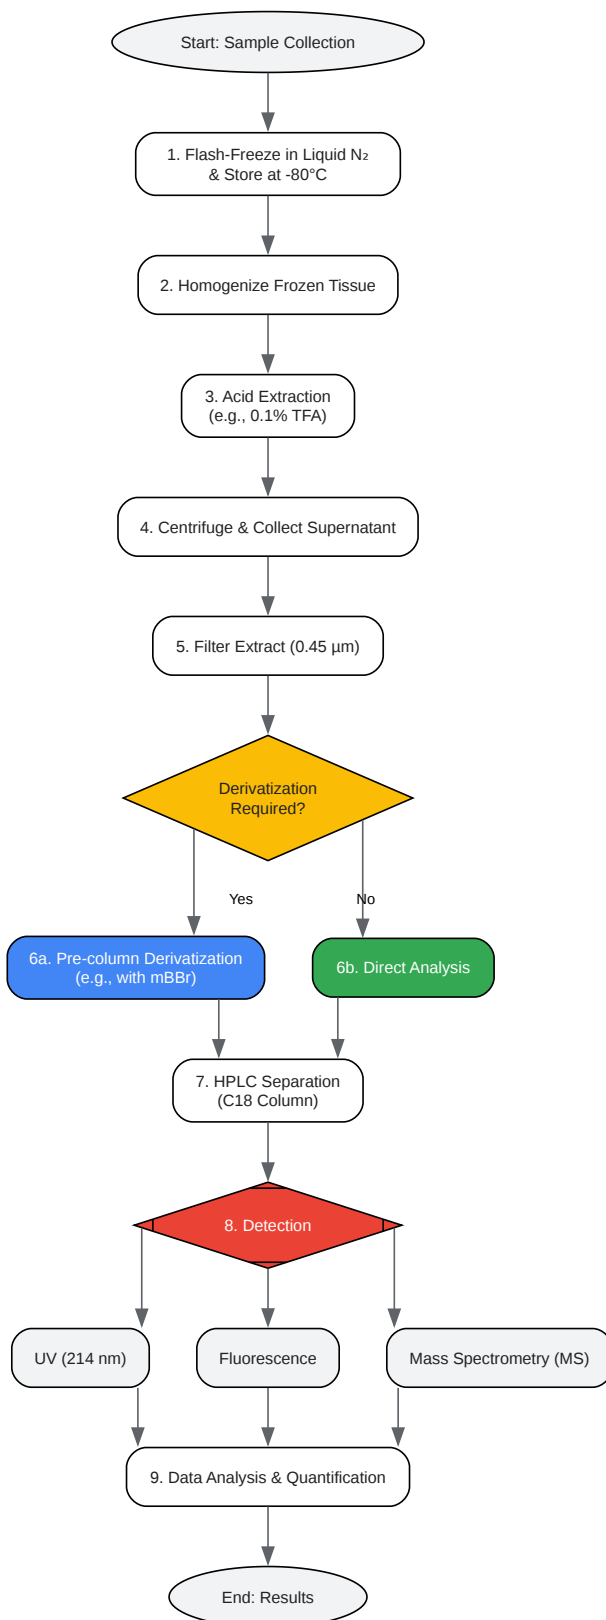 Start: Sample Collection
1. Flash-Freeze in Liquid N₂
& Store at -80°C
2. Homogenize Frozen Tissue
3. Acid Extraction
(e.g., 0.1% TFA)
4. Centrifuge & Collect Supernatant
5. Filter Extract (0.45 µm)
Derivatization
Required?
Yes
No
6a. Pre-column Derivatization
(e.g., with mBBr)
6b. Direct Analysis
7. HPLC Separation
(C18 Column)
8. Detection
UV (214 nm)
Fluorescence
Mass Spectrometry (MS)
9. Data Analysis & Quantification
End: Results